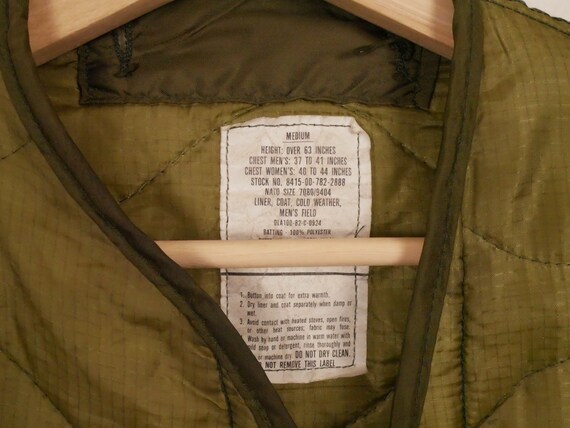 MEDIUM
HEIGHT: OVER 63 INCHES
CHEST MEN'S: 37 TO 41 INCHES
CHEST WOMEN'S: 40 TO 44 INCHES
STOCK NO. 8415-00-782-2888
NATO SIZE 7080/9404
LINER, COAT, COLD WEATHER,
MEN'S FIELD
DLA100-82-C-0924
BATTING: 100% POLYESTER
1. Button into coat for extra warmth.
2. Dry liner and coat separately when damp or
wet.
3. Avoid contact with heated stoves, open fires,
or other heat sources; fabric may fuse.
Wash by hand or machine in warm water with
mild soap or detergent, rinse thoroughly and
or machine dry. DO NOT DRY CLEAN.
DO NOT REMOVE THIS LABEL